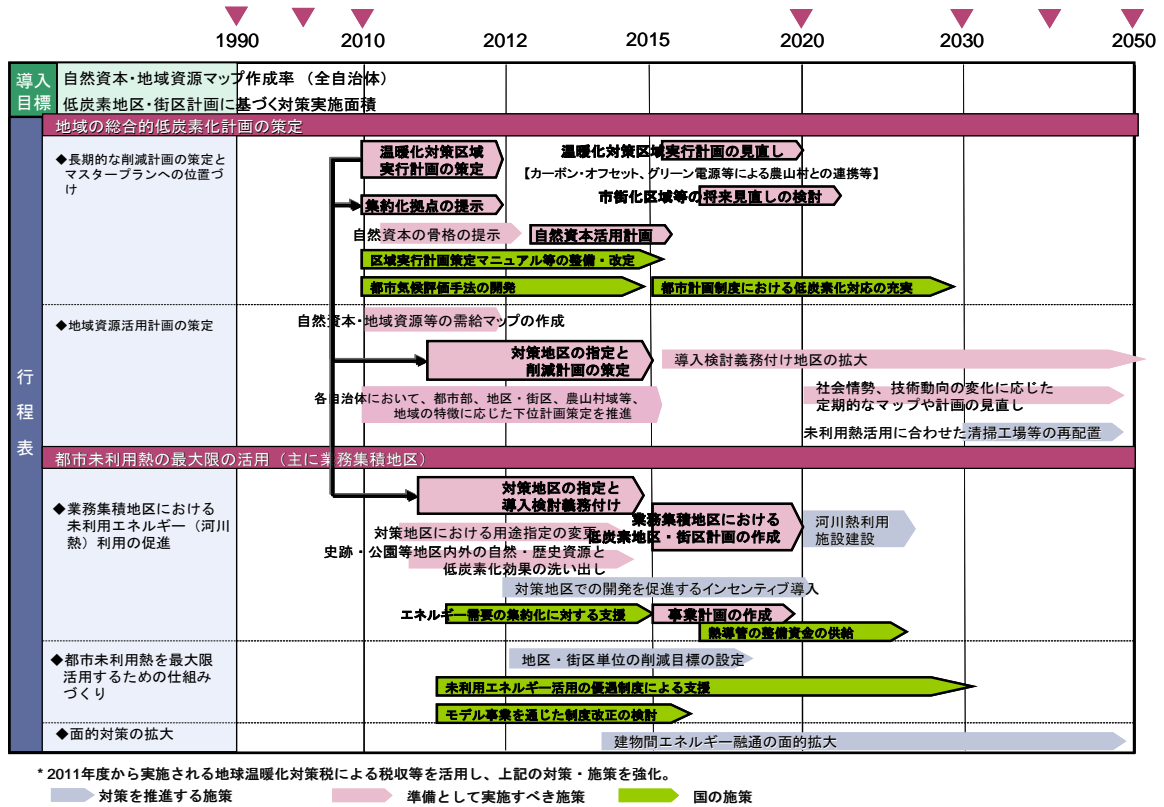 1990 2010 2012 2015 2020 2030 2050
導入
目標
自然資本・地域資源マップ作成率 （全自治体）
低炭素地区・街区計画に基づく対策実施面積
行程表
地域の総合的低炭素化計画の策定
◆長期的な削減計画の策定と
マスタープランへの位置づ
け
温暖化対策区域
実行計画の策定
温暖化対策区域実行計画の見直し
【カーボン・オフセット、グリーン電源等による農山村との連携等】
集約化拠点の提示
市街化区域等の将来見直しの検討
自然資本の骨格の提示
自然資本活用計画
区域実行計画策定マニュアル等の整備・改定
都市気候評価手法の開発
都市計画制度における低炭素化対応の充実
◆地域資源活用計画の策定
自然資本・地域資源等の需給マップの作成
対策地区の指定と
削減計画の策定
導入検討義務付け地区の拡大
各自治体において、都市部、地区・街区、農山村域等、
地域の特徴に応じた下位計画策定を推進
社会情勢、技術動向の変化に応じた
定期的なマップや計画の見直し
未利用熱活用に合わせた清掃工場等の再配置
都市未利用熱の最大限の活用（主に業務集積地区）
◆業務集積地区における
未利用エネルギー（河川
熱）利用の促進
対策地区の指定と
導入検討義務付け
対策地区における用途指定の変更
業務集積地区における
低炭素地区・街区計画の作成
河川熱利用
施設建設
史跡・公園等地区内外の自然・歴史資源と
低炭素化効果の洗い出し
対策地区での開発を促進するインセンティブ導入
エネルギー需要の集約化に対する支援
事業計画の作成
熱導管の整備資金の供給
◆都市未利用熱を最大限
活用するための仕組み
づくり
地区・街区単位の削減目標の設定
未利用エネルギー活用の優遇制度による支援
モデル事業を通じた制度改正の検討
◆面的対策の拡大
建物間エネルギー融通の面的拡大
* 2011年度から実施される地球温暖化対策税による税収等を活用し、上記の対策・施策を強化。
対策を推進する施策
準備として実施すべき施策
国の施策